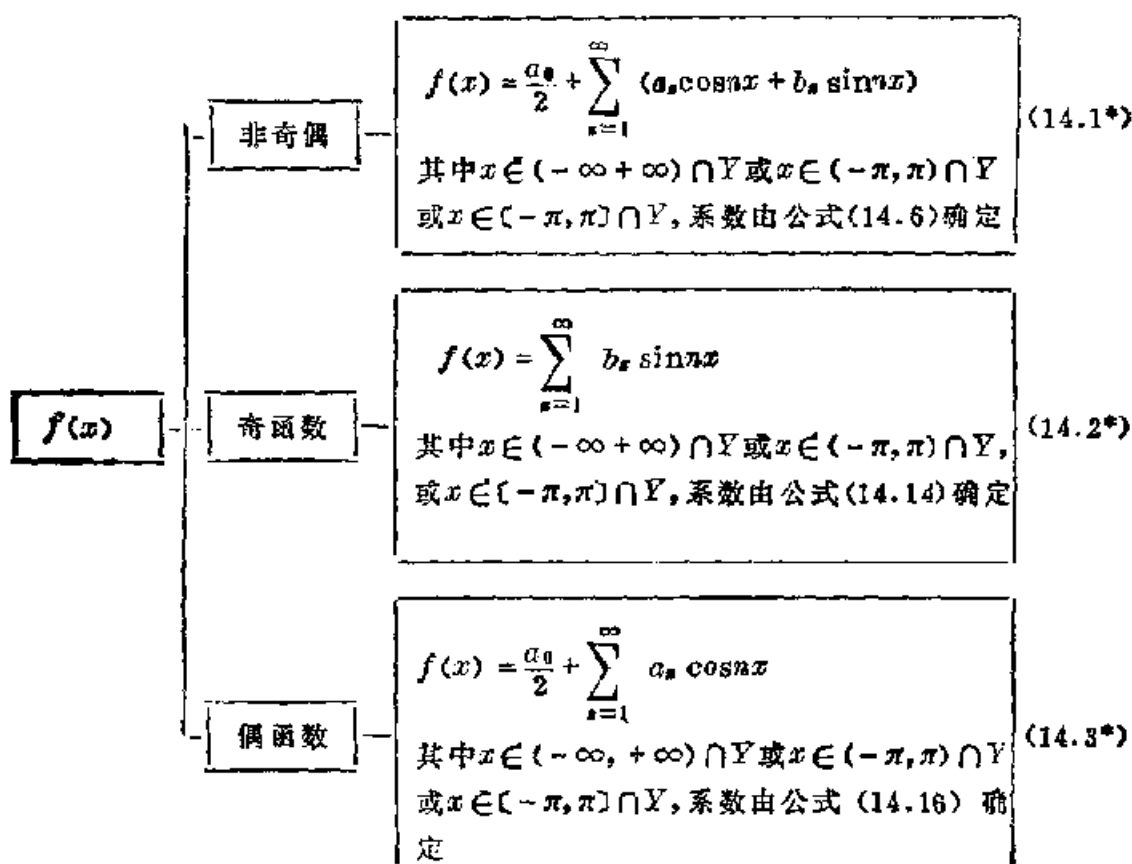 f(x)
非奇偶
f(x) = a₀/2 + ∑_{n=1}^{∞} (aₙcosnx + bₙ sinnx)
其中x∈(-∞+∞)∩Y或x∈(-π,π)∩Y
或x∈[-π,π]∩Y,系数由公式(14.6)确定
(14.1*)
奇函数
f(x) = ∑_{n=1}^{∞} bₙ sinnx
其中x∈(-∞+∞)∩Y或x∈(-π,π)∩Y,
或x∈[-π,π]∩Y,系数由公式(14.14)确定
(14.2*)
偶函数
f(x) = a₀/2 + ∑_{n=1}^{∞} aₙ cosnx
其中x∈(-∞, +∞)∩Y或x∈(-π,π)∩Y
或x∈[-π,π]∩Y,系数由公式 (14.16) 确
定
(14.3*)